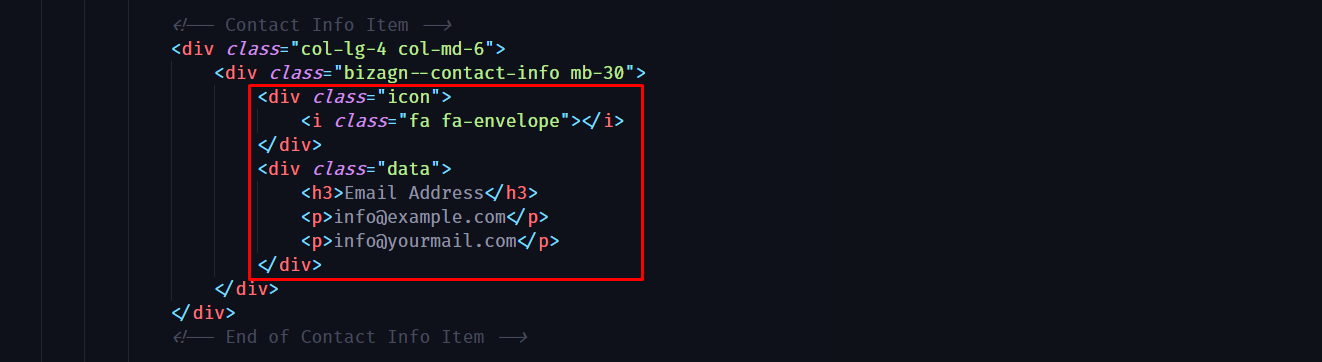 <!-- Contact Info Item -->
<div class="col-lg-4 col-md-6">
<div class="bizagn--contact-info mb-30">
<div class="icon">
<i class="fa fa-envelope"></i>
</div>
<div class="data">
<h3>Email Address</h3>
<p>info@example.com</p>
<p>info@yourmail.com</p>
</div>
</div>
</div>
<!-- End of Contact Info Item -->